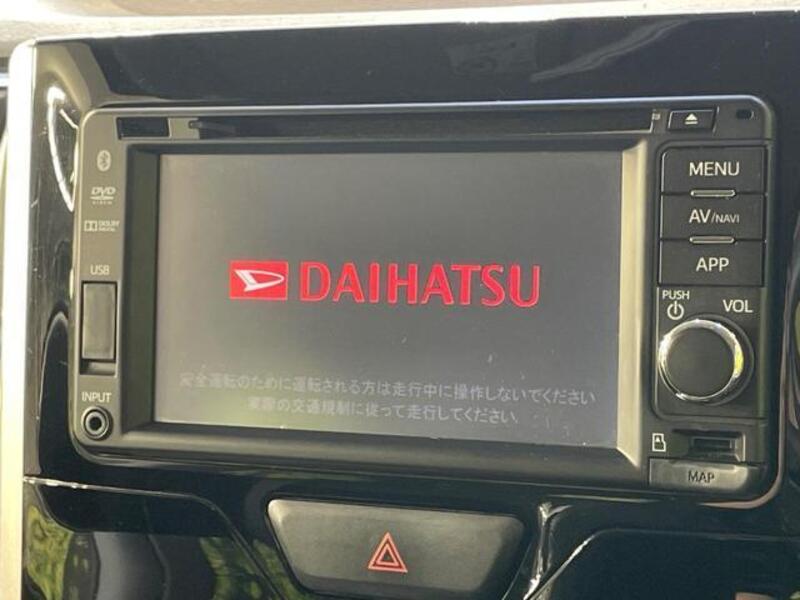 MENU
DVD
AV/NAVI
DOLBY
DIGITAL
APP
USB
DAIHATSU
PUSH
VOL
安全運転のために運転される方は走行中に操作しないでください
実際の交通規制に従って走行してください.
INPUT
MAP